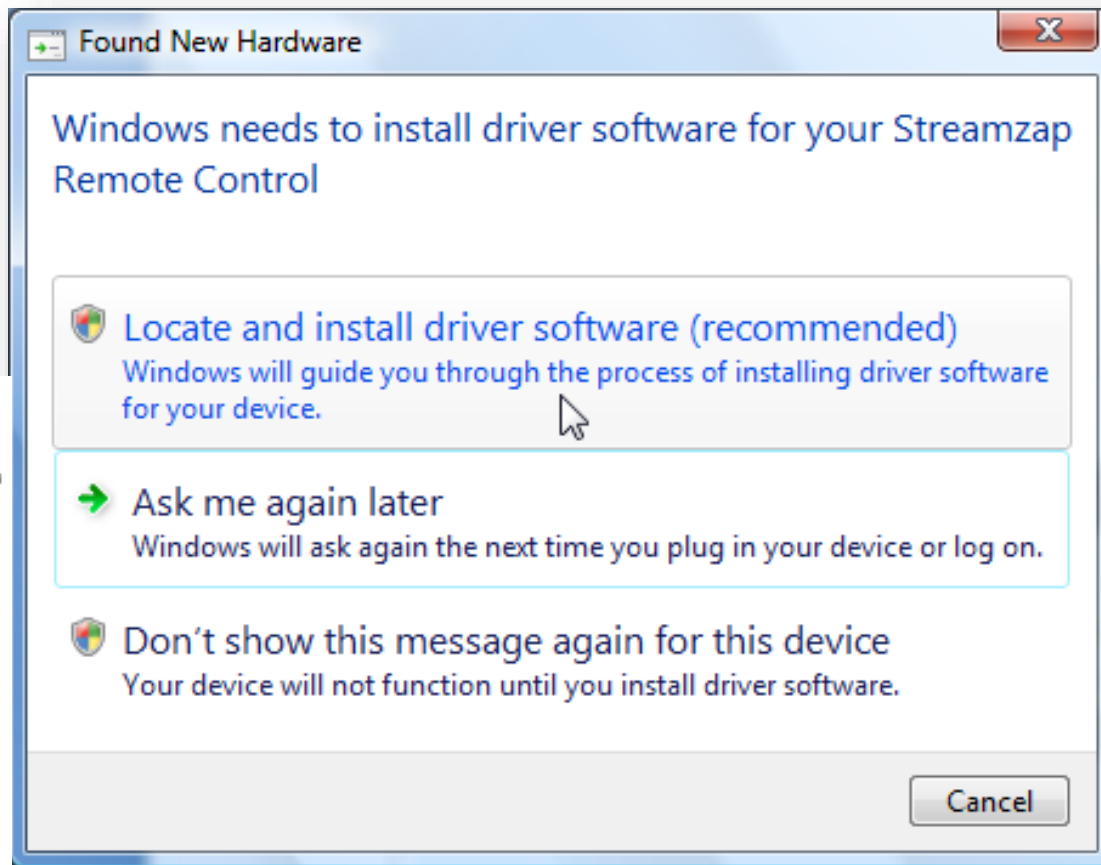 Found New Hardware
Windows needs to install driver software for your Streamzap
Remote Control
Locate and install driver software (recommended)
Windows will guide you through the process of installing driver software
for your device.
Ask me again later
Windows will ask again the next time you plug in your device or log on.
Don't show this message again for this device
Your device will not function until you install driver software.
Cancel